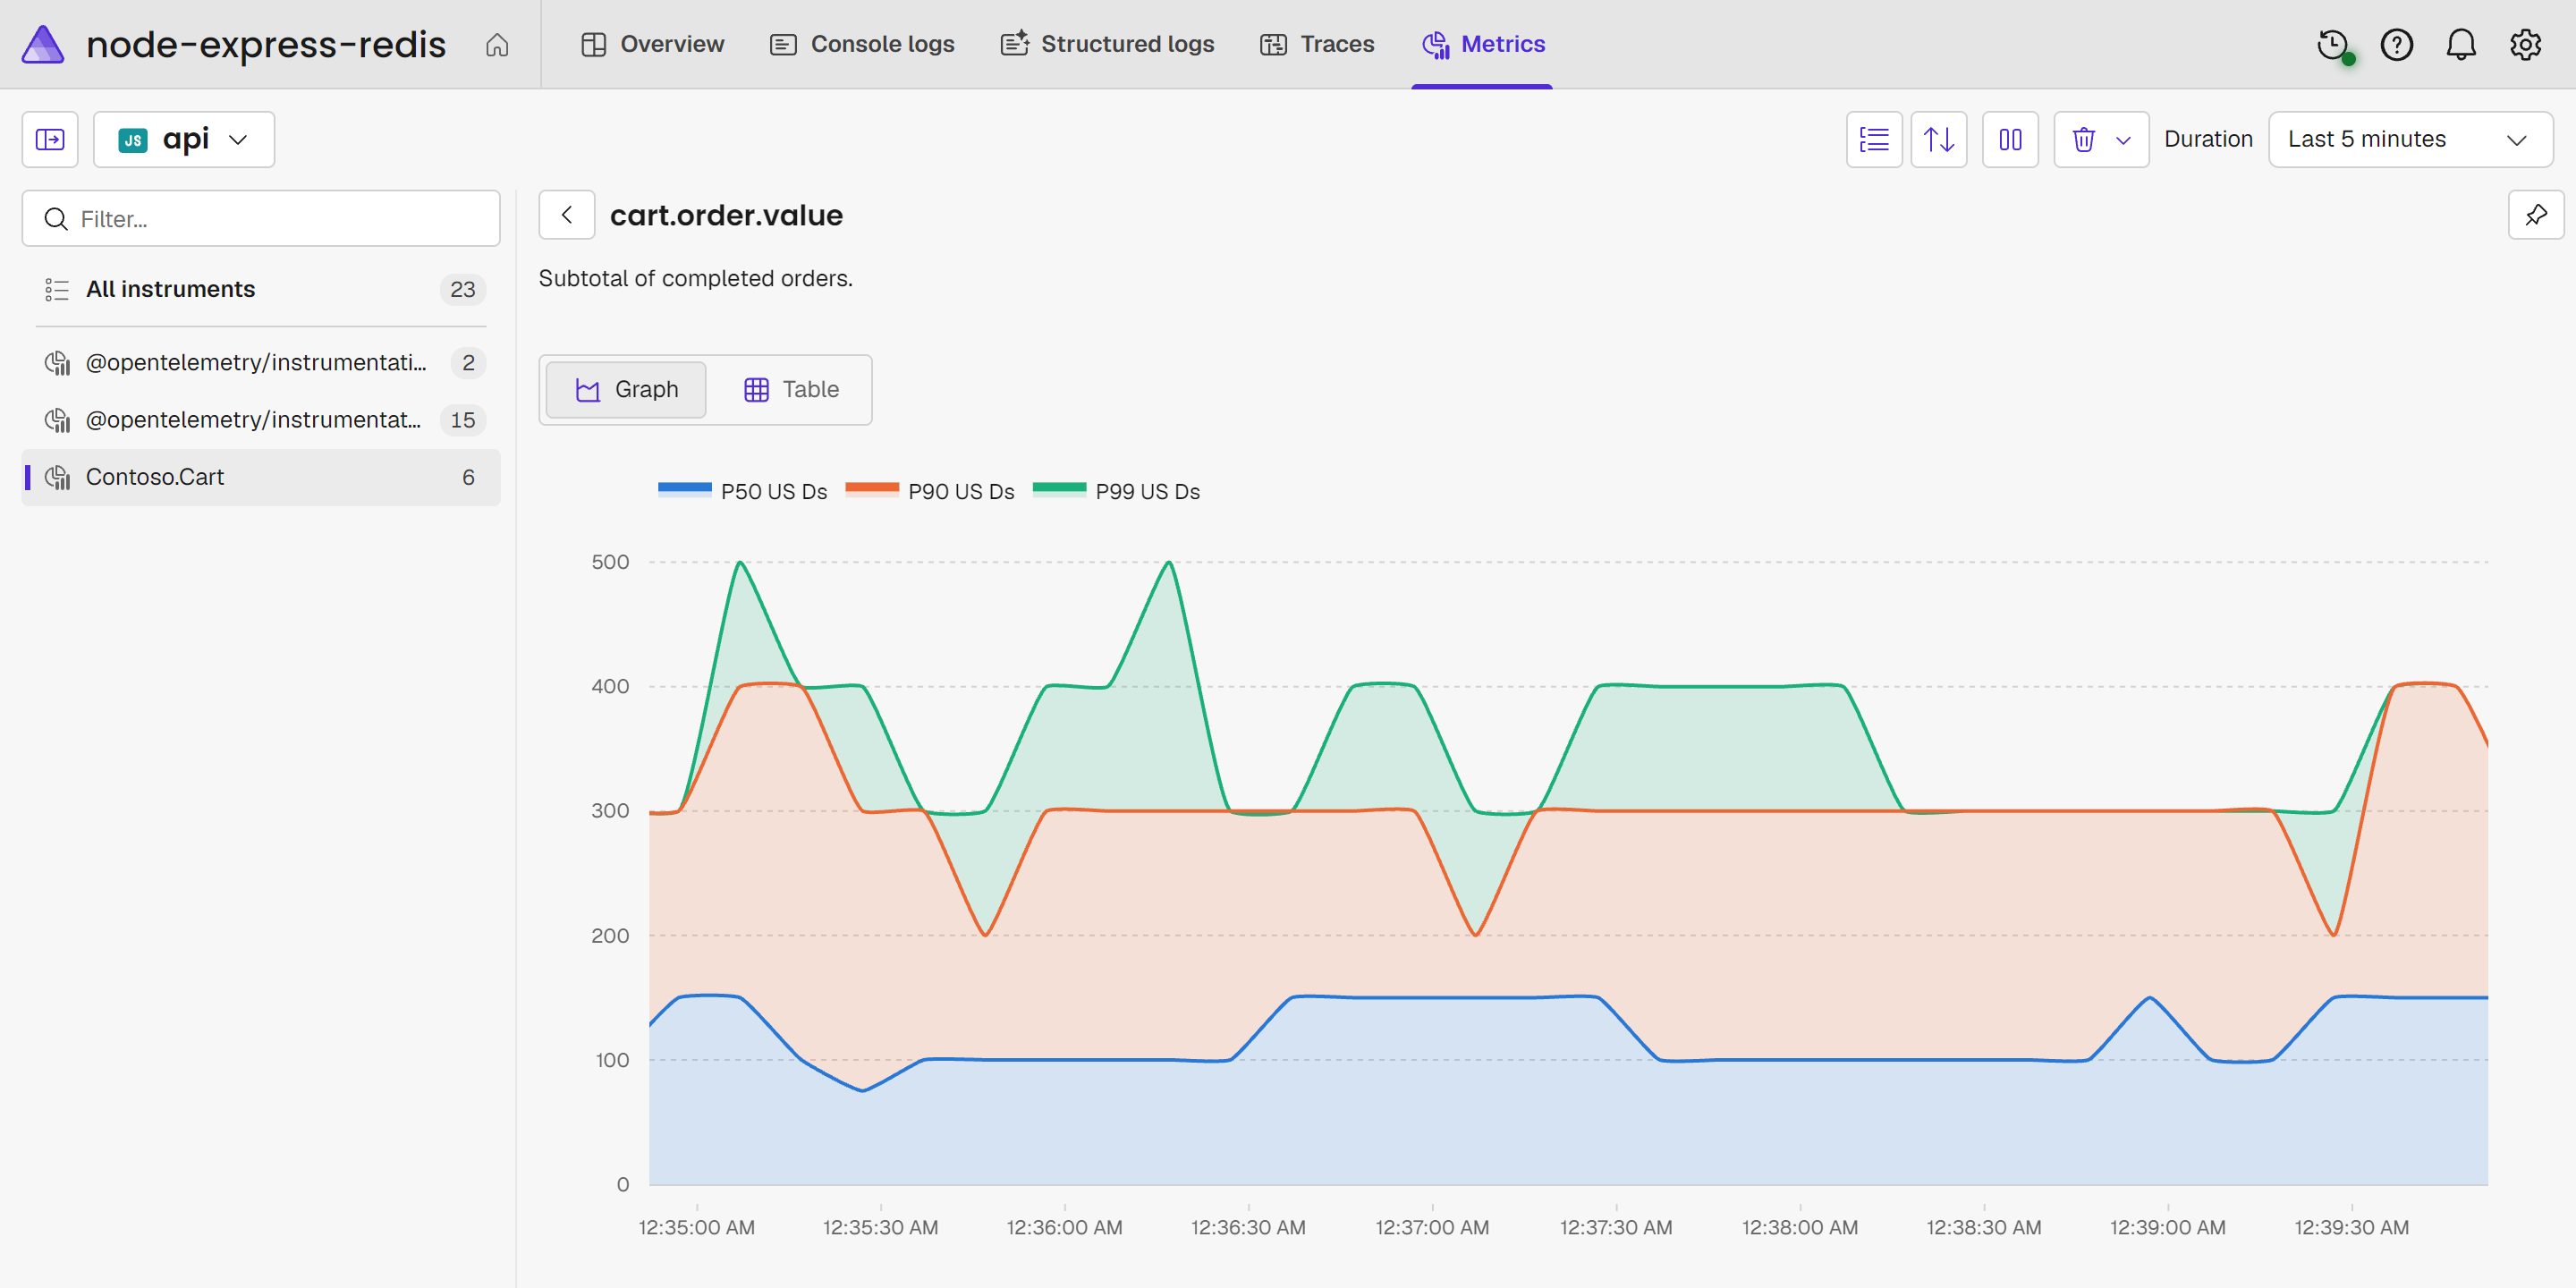 node-express-redis
Overview
Console logs
Structured logs
Traces
Metrics
JS api
Duration
Last 5 minutes
Filter...
All instruments 23
@opentelemetry/instrumentati... 2
@opentelemetry/instrumentat... 15
Contoso.Cart 6
cart.order.value
Subtotal of completed orders.
Graph
Table
P50 US Ds
P90 US Ds
P99 US Ds
500
400
300
200
100
0
12:35:00 AM
12:35:30 AM
12:36:00 AM
12:36:30 AM
12:37:00 AM
12:37:30 AM
12:38:00 AM
12:38:30 AM
12:39:00 AM
12:39:30 AM